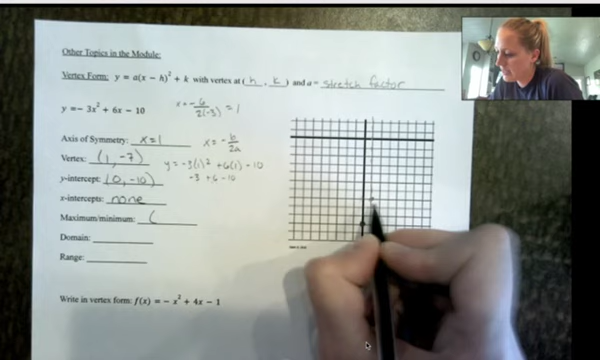 Other Topics in the Module:
Vertex Form: y = a(x − h)² + k with vertex at ( h , k ) and a = stretch factor
y = − 3x² + 6x − 10 x = − 6 / 2(−3) = 1
Axis of Symmetry: x = 1 x = − b / 2a
Vertex: (1, −7) y = −3(1)² + 6(1) − 10
y-intercept: (0, −10) −3 + 6 − 10
x-intercepts: none
Maximum/minimum: (
Domain:
Range:
Write in vertex form: f(x) = − x² + 4x − 1